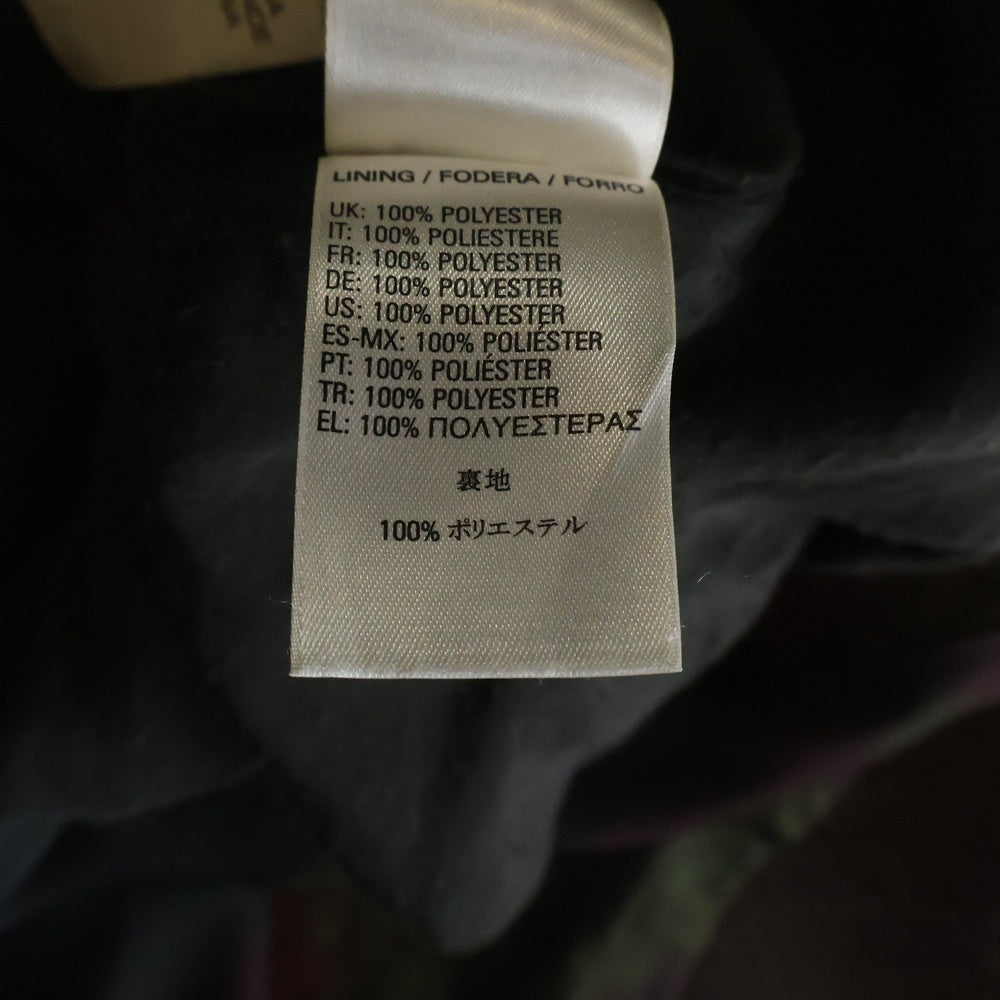 LINING / FODERA / FORRO
UK: 100% POLYESTER
IT: 100% POLIESTERE
FR: 100% POLYESTER
DE: 100% POLYESTER
US: 100% POLYESTER
ES-MX: 100% POLIÉSTER
PT: 100% POLIÉSTER
TR: 100% POLYESTER
EL: 100% ΠΟΛΥΕΣΤΕΡΑΣ
裏地
100% ポリエステル